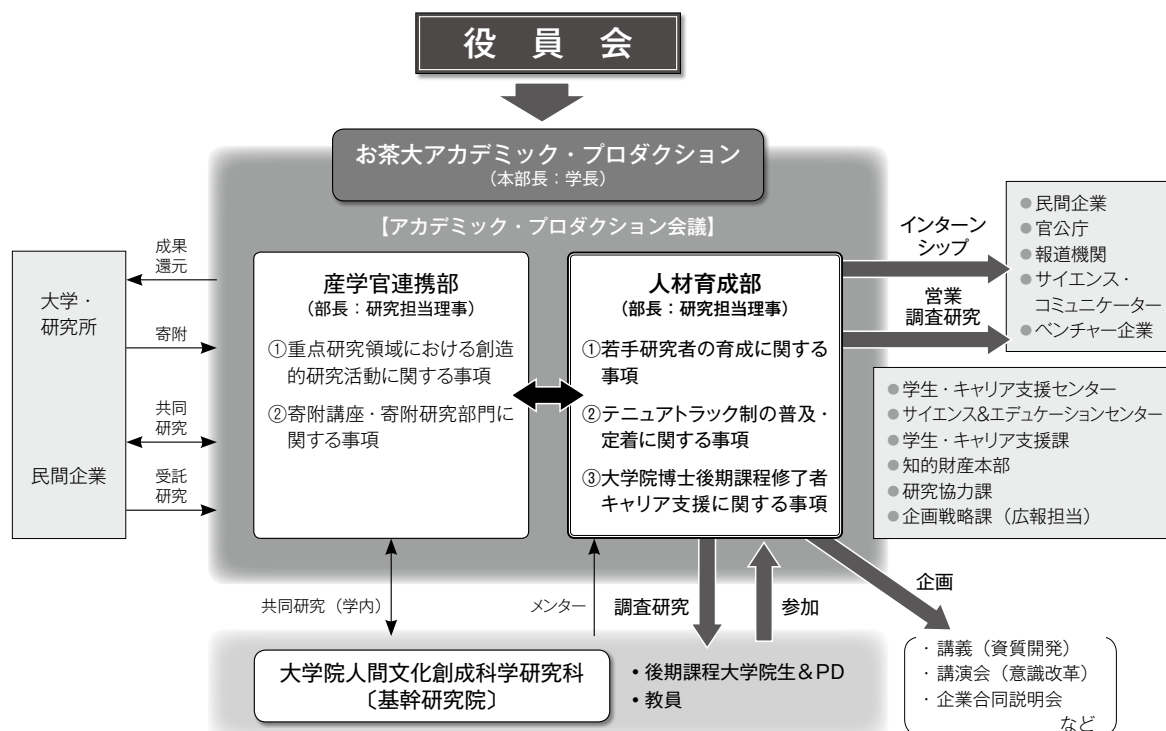 役員会
お茶大アカデミック・プロダクション
（本部長：学長）
【アカデミック・プロダクション会議】
大学・
研究所
民間企業
成果
還元
寄附
共同
研究
受託
研究
産学官連携部
（部長：研究担当理事）
①重点研究領域における創造
的研究活動に関する事項
②寄附講座・寄附研究部門に
関する事項
人材育成部
（部長：研究担当理事）
①若手研究者の育成に関する
事項
②テニュアトラック制の普及・
定着に関する事項
③大学院博士後期課程修了者
キャリア支援に関する事項
インターン
シップ
営業
調査研究
●民間企業
●官公庁
●報道機関
●サイエンス・
コミュニケーター
●ベンチャー企業
●学生・キャリア支援センター
●サイエンス&エデュケーションセンター
●学生・キャリア支援課
●知的財産本部
●研究協力課
●企画戦略課（広報担当）
共同研究（学内）
メンター
調査研究
参加
企画
大学院人間文化創成科学研究科
〔基幹研究院〕
・後期課程大学院生&PD
・教員
・講義（資質開発）
・講演会（意識改革）
・企業合同説明会
など